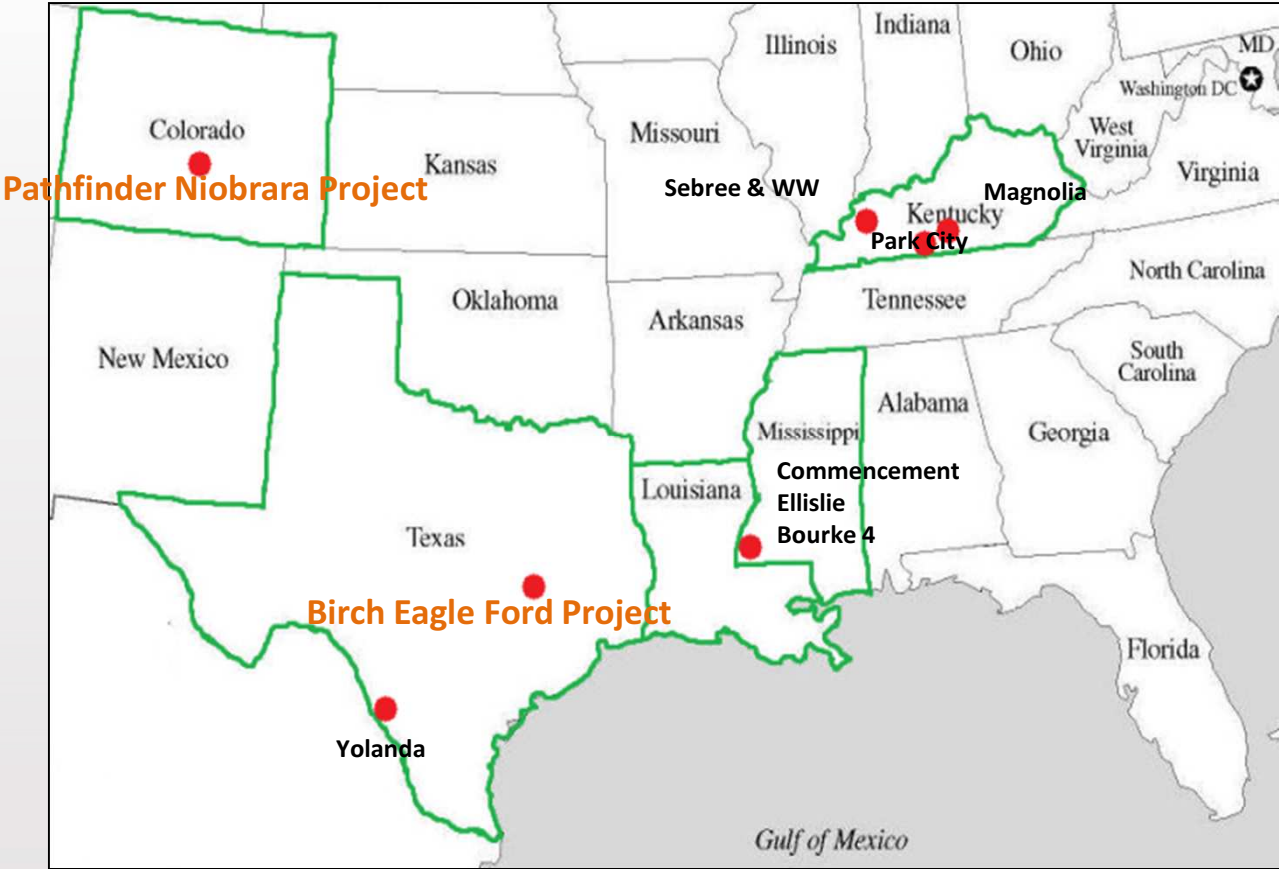 Illinois
Indiana
Ohio
MD
Washington DC
Colorado
Missouri
West
Virginia
Kansas
Virginia
Pathfinder Niobrara Project
Sebree & WW
Magnolia
Kentucky
Park City
North Carolina
Oklahoma
Tennessee
Arkansas
New Mexico
South
Carolina
Alabama
Mississippi
Georgia
Commencement
Louisiana
Ellislie
Bourke 4
Texas
Birch Eagle Ford Project
Florida
Yolanda
Gulf of Mexico